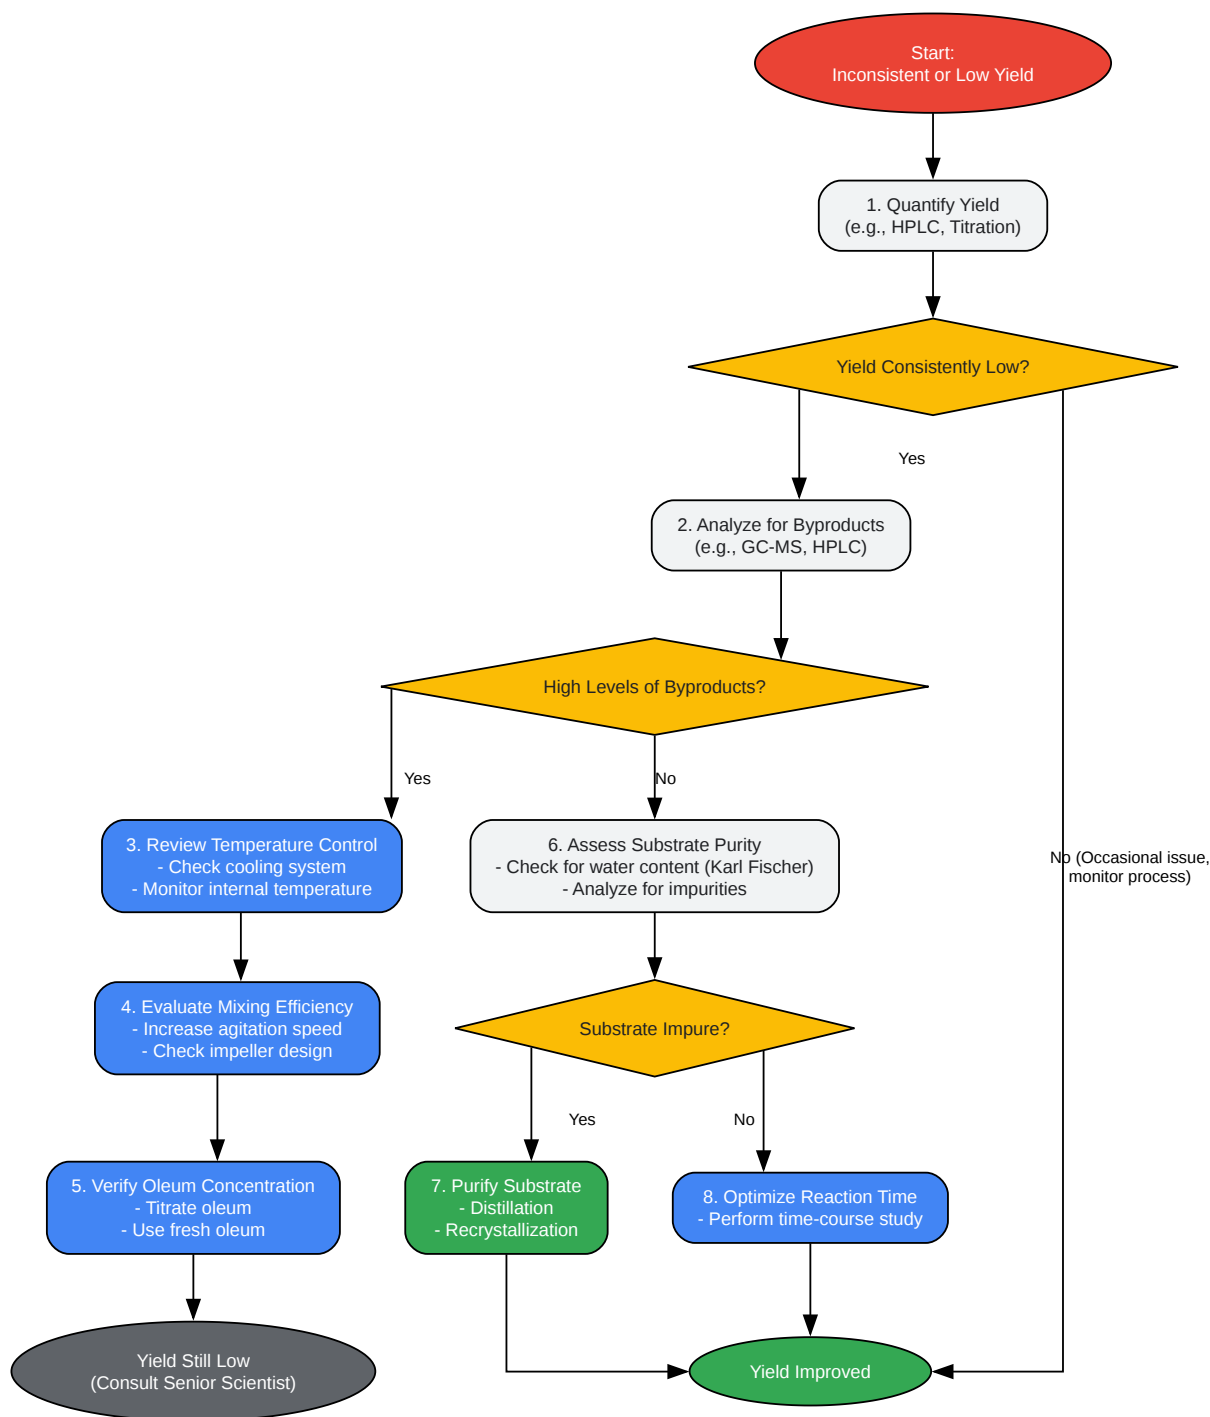 Start:
Inconsistent or Low Yield
1. Quantify Yield
(e.g., HPLC, Titration)
Yield Consistently Low?
Yes
2. Analyze for Byproducts
(e.g., GC-MS, HPLC)
High Levels of Byproducts?
Yes
No
3. Review Temperature Control
- Check cooling system
- Monitor internal temperature
6. Assess Substrate Purity
- Check for water content (Karl Fischer)
- Analyze for impurities
No (Occasional issue,
monitor process)
4. Evaluate Mixing Efficiency
- Increase agitation speed
- Check impeller design
Substrate Impure?
Yes
No
5. Verify Oleum Concentration
- Titrate oleum
- Use fresh oleum
7. Purify Substrate
- Distillation
- Recrystallization
8. Optimize Reaction Time
- Perform time-course study
Yield Still Low
(Consult Senior Scientist)
Yield Improved